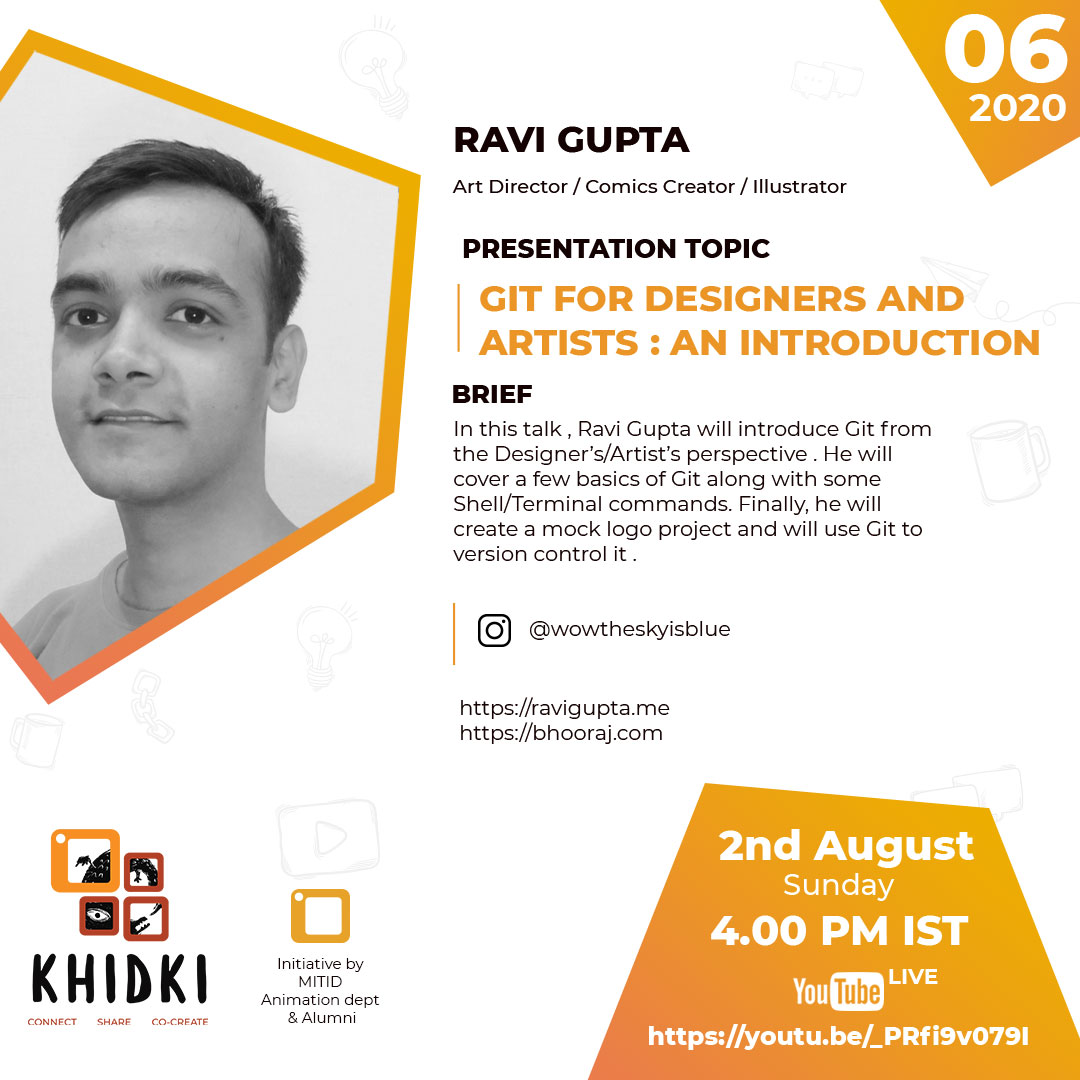 06
2020
RAVI GUPTA
Art Director / Comics Creator / Illustrator
PRESENTATION TOPIC
GIT FOR DESIGNERS AND
ARTISTS : AN INTRODUCTION
BRIEF
In this talk , Ravi Gupta will introduce Git from
the Designer’s/Artist’s perspective . He will
cover a few basics of Git along with some
Shell/Terminal commands. Finally, he will
create a mock logo project and will use Git to
version control it .
@wowtheskyisblue
https://ravigupta.me
https://bhooraj.com
KHIDKI
CONNECT SHARE CO-CREATE
Initiative by
MITID
Animation dept
& Alumni
2nd August
Sunday
4.00 PM IST
YouTube LIVE
https://youtu.be/_PRfi9v079I